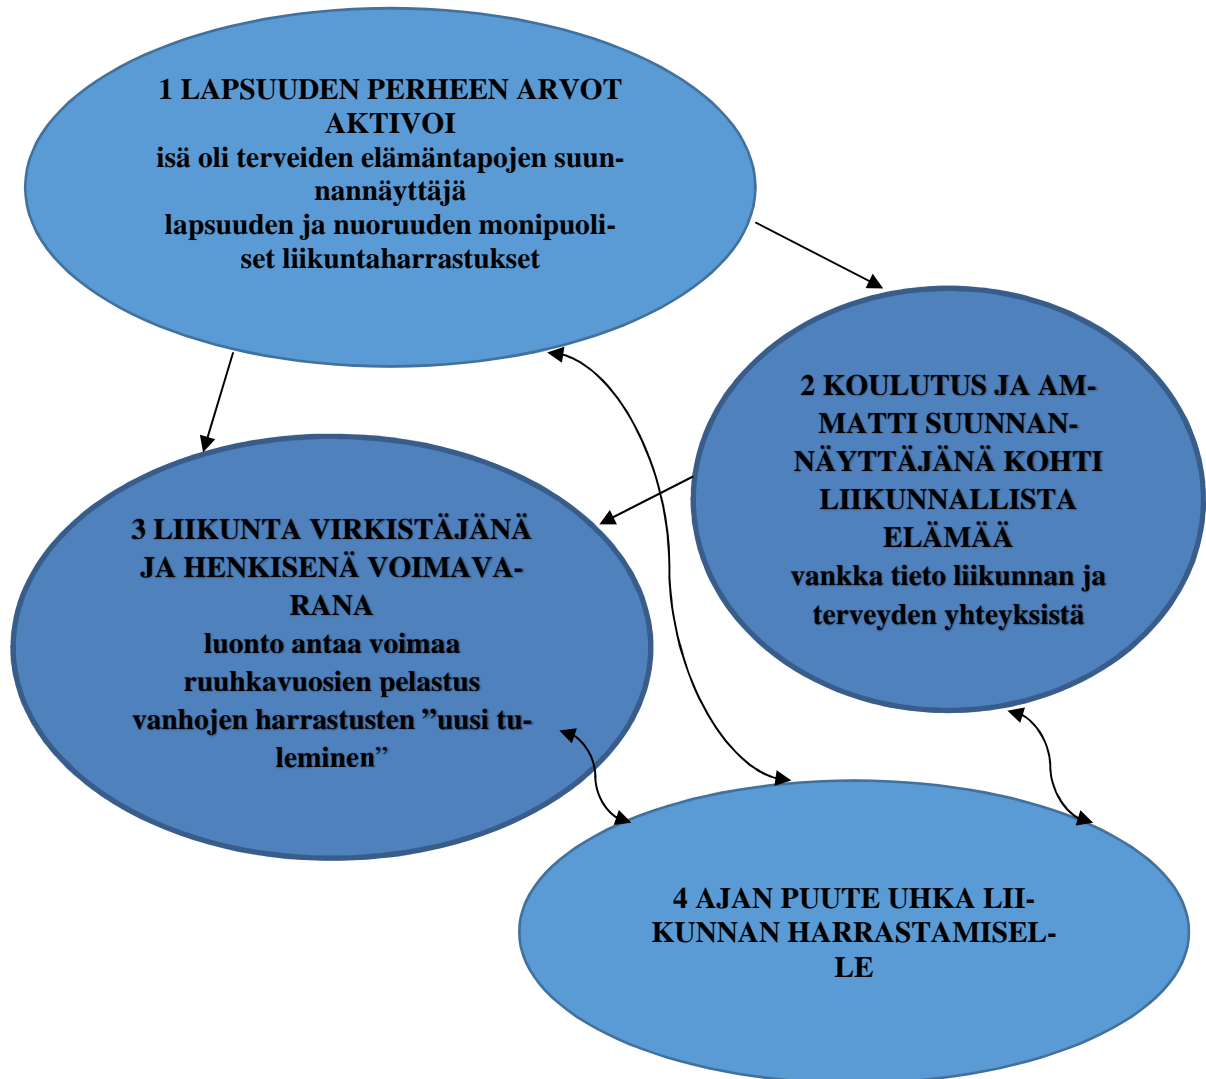 1 LAPSUUDEN PERHEEN ARVOT
AKTIVOI
isä oli terveiden elämäntapojen suun-
nannäyttäjä
lapsuuden ja nuoruuden monipuoli-
set liikuntaharrastukset
2 KOULUTUS JA AM-
MATTI SUUNNAN-
NÄYTTÄJÄNÄ KOHTI
LIIKUNNALLISTA
ELÄMÄÄ
vankka tieto liikunnan ja
terveyden yhteyksistä
3 LIIKUNTA VIRKISTÄJÄNÄ
JA HENKISENÄ VOIMAVA-
RANA
luonto antaa voimaa
ruuhkavuosien pelastus
vanhojen harrastusten ”uusi tu-
leminen”
4 AJAN PUUTE UHKA LII-
KUNNAN HARRASTAMISEL-
LE